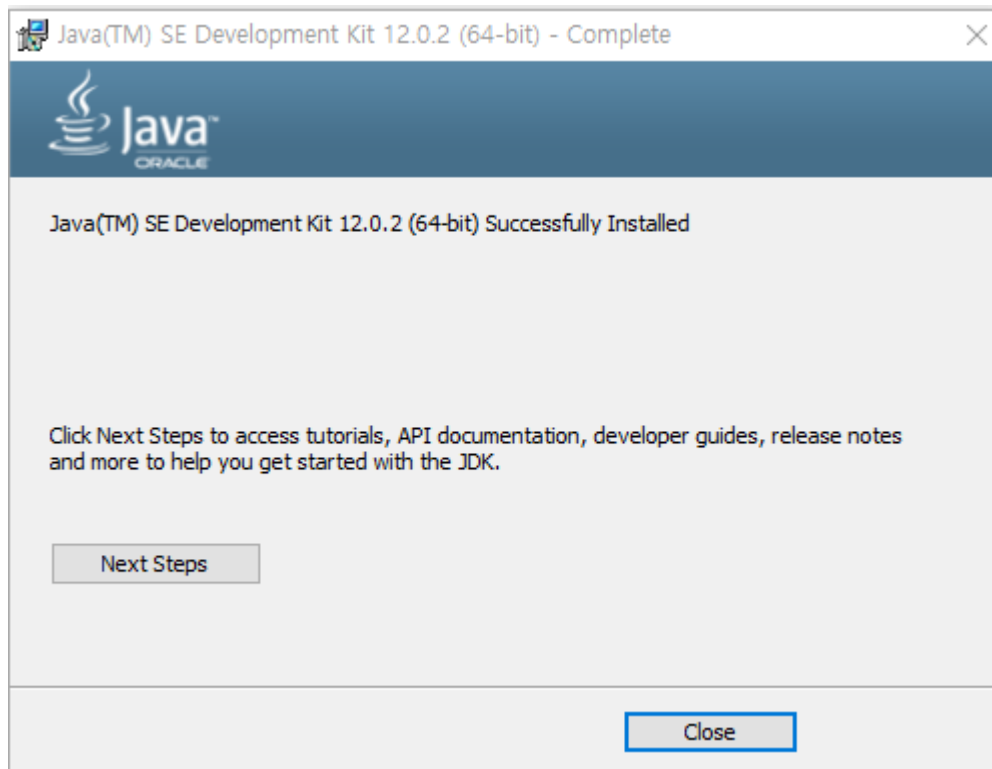 Java(TM) SE Development Kit 12.0.2 (64-bit) - Complete
Java™
ORACLE
Java(TM) SE Development Kit 12.0.2 (64-bit) Successfully Installed
Click Next Steps to access tutorials, API documentation, developer guides, release notes
and more to help you get started with the JDK.
Next Steps
Close